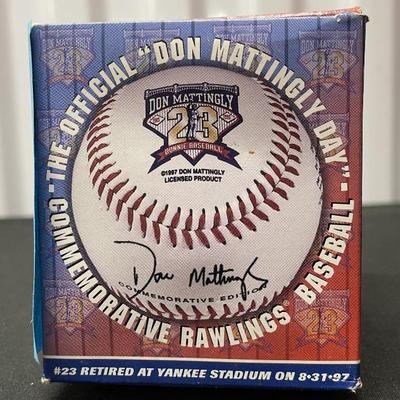 -THE OFFICIAL "DON MATTINGLY DAY"-
COMMEMORATIVE RAWLINGS® BASEBALL
DON MATTINGLY
23
DONNIE BASEBALL
©1997 DON MATTINGLY
LICENSED PRODUCT
Don Mattingly
COMMEMORATIVE EDITION
#23 RETIRED AT YANKEE STADIUM ON 8•31•97